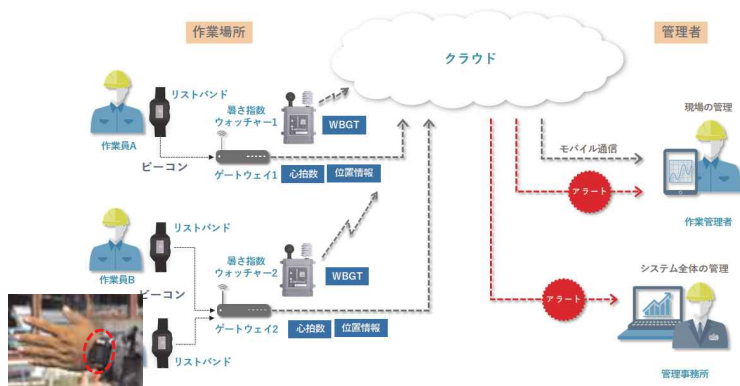 作業場所
管理者
クラウド
リストバンド
暑さ指数
ウォッチャー1
WBGT
作業員A
ビーコン
ゲートウェイ1
心拍数
位置情報
モバイル通信
アラート
現場の管理
作業管理者
リストバンド
暑さ指数
ウォッチャー2
WBGT
作業員B
ビーコン
ゲートウェイ2
心拍数
位置情報
リストバンド
アラート
システム全体の管理
管理事務所